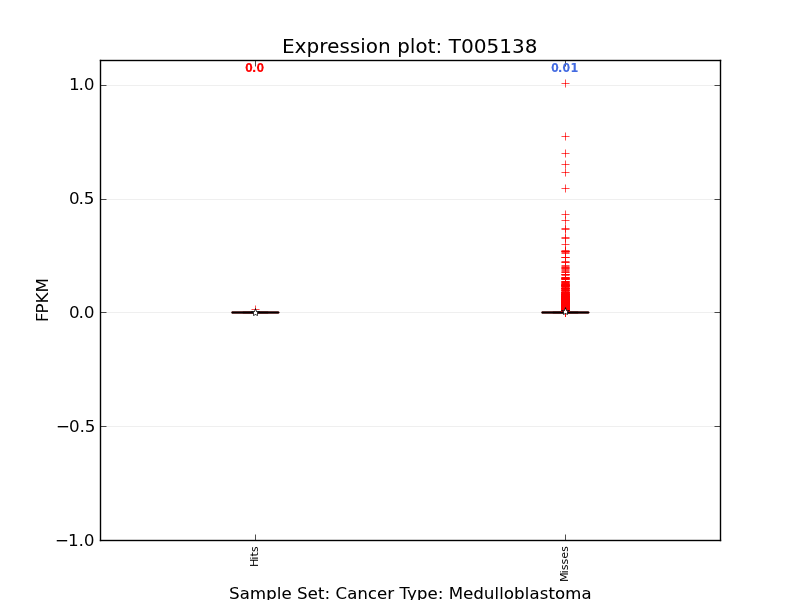 Expression plot: T005138
0.0 0.01
1.0
0.5
0.0
−0.5
−1.0
FPKM
Hits
Misses
Sample Set: Cancer Type: Medulloblastoma